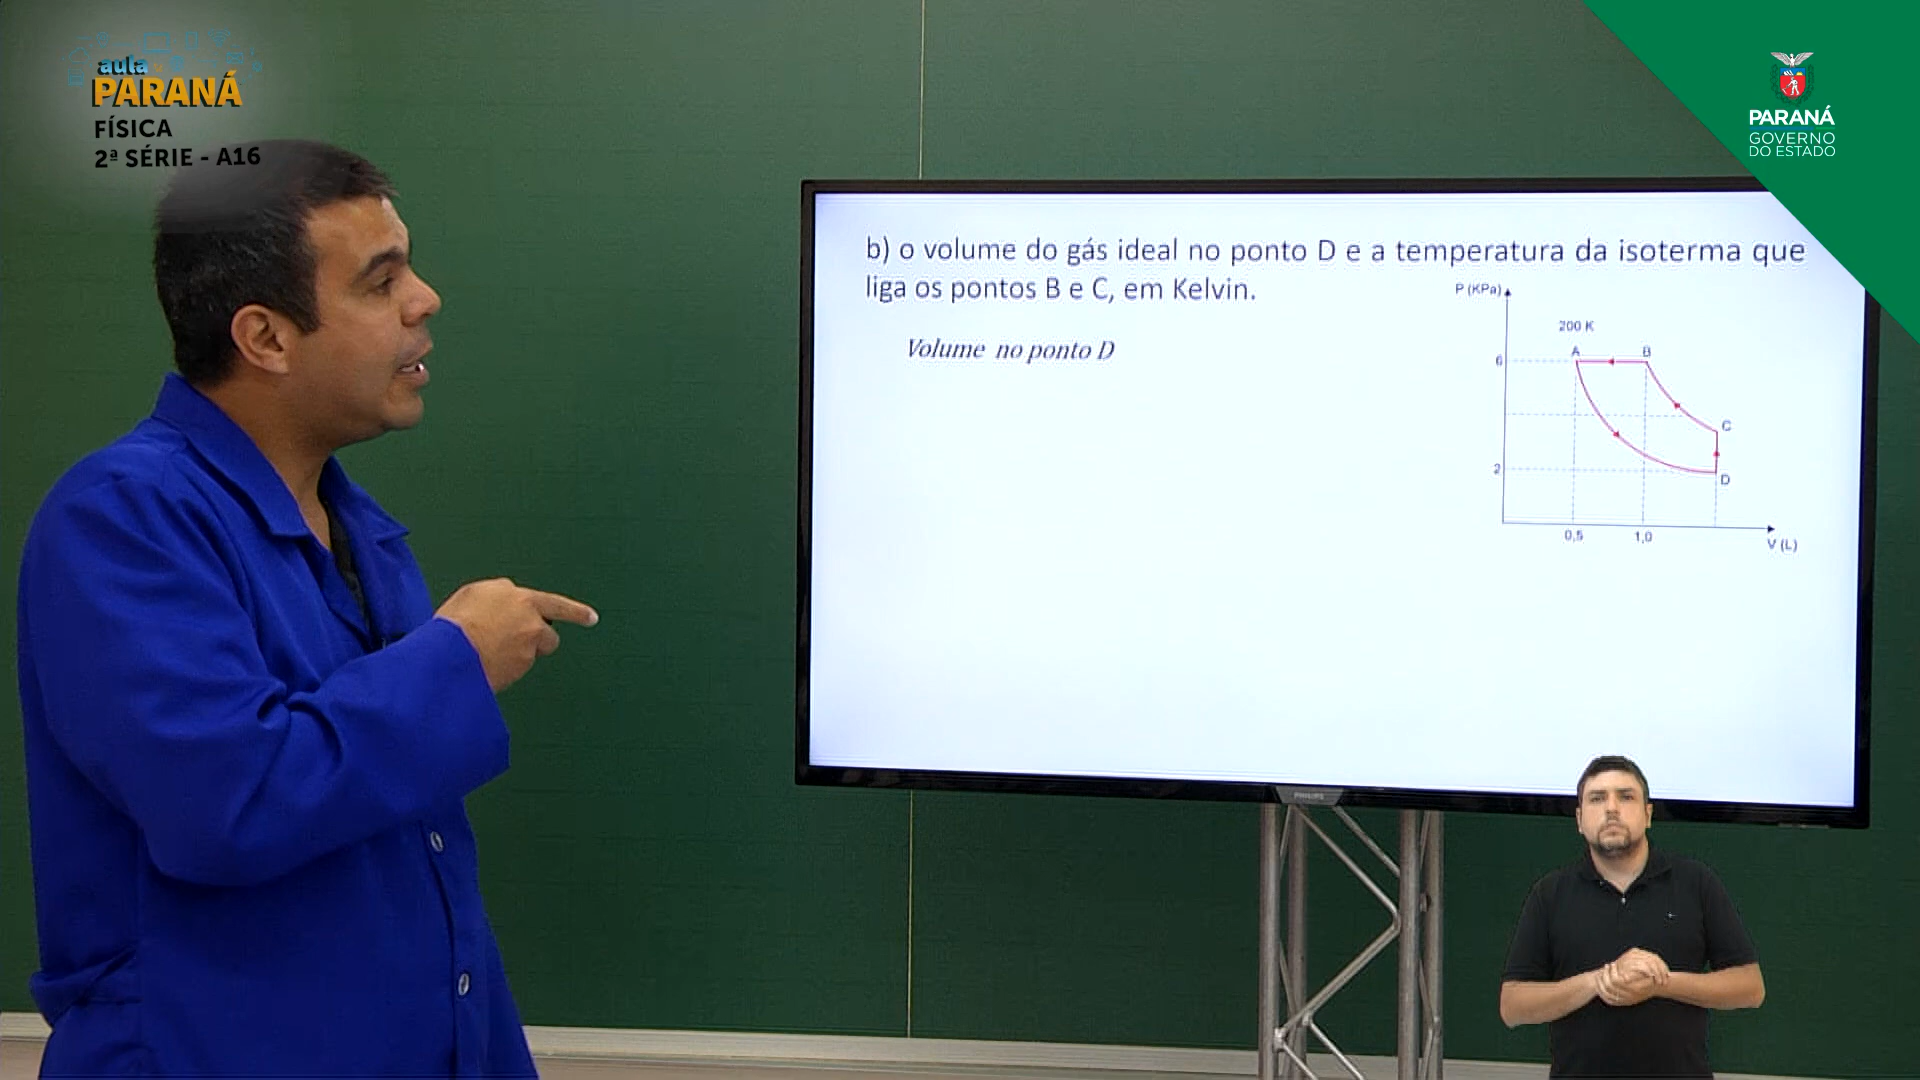 aula
PARANÁ
FÍSICA
2ª SÉRIE - A16
PARANÁ
GOVERNO
DO ESTADO
b) o volume do gás ideal no ponto D e a temperatura da isoterma que
liga os pontos B e C, em Kelvin.
Volume no ponto D
P (KPa)
200 K
A
B
6
C
2
D
0,5
1,0
V (L)
PHILIPS